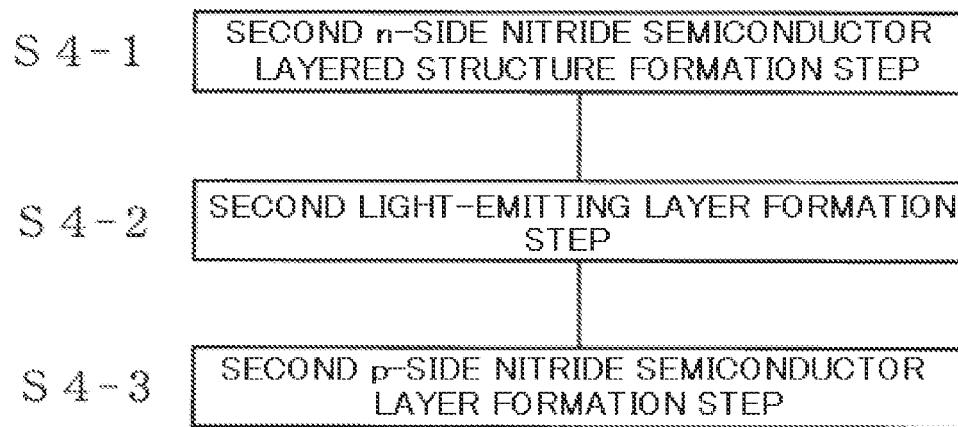 S 4-1
SECOND n-SIDE NITRIDE SEMICONDUCTOR
LAYERED STRUCTURE FORMATION STEP
S 4-2
SECOND LIGHT-EMITTING LAYER FORMATION
STEP
S 4-3
SECOND p-SIDE NITRIDE SEMICONDUCTOR
LAYER FORMATION STEP